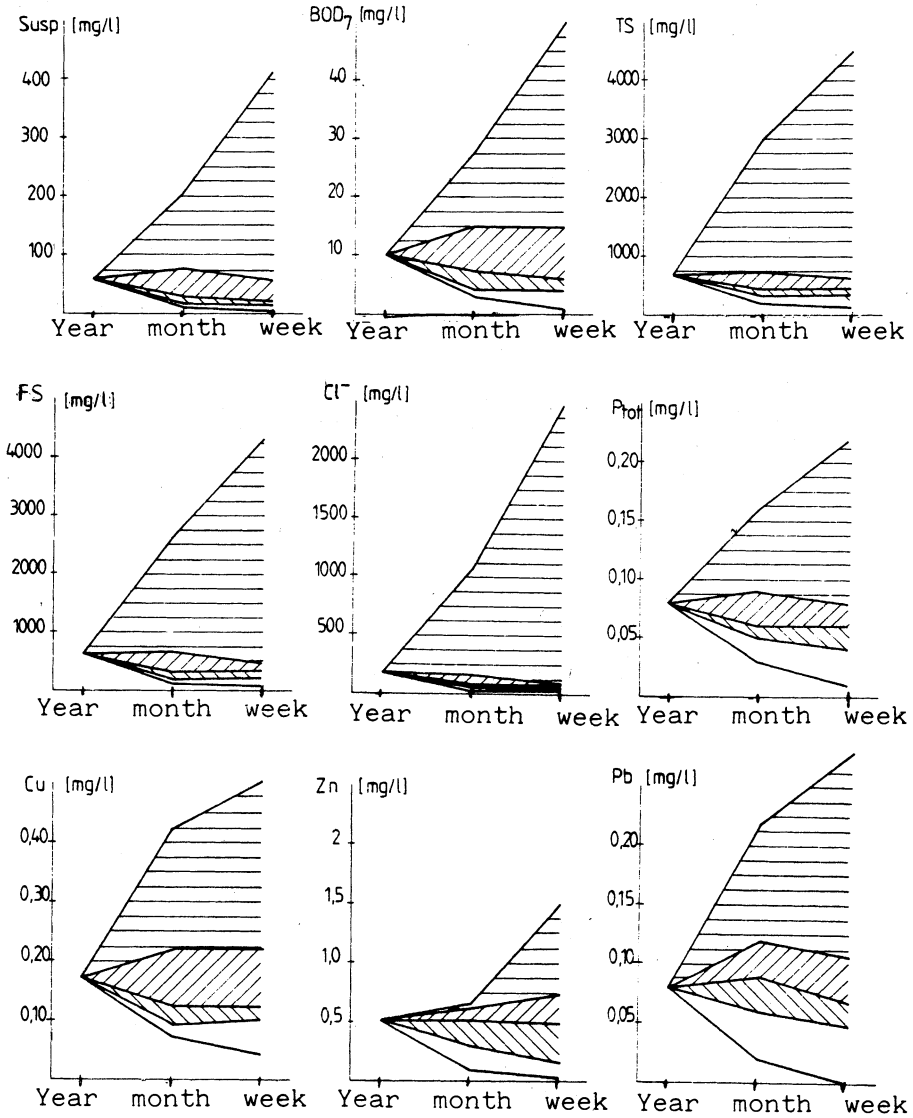 Susp [mg/l]
400
300
200
100
Year month week
BOD7 [mg/l]
40
30
20
10
Year month week
TS [mg/l]
4000
3000
2000
1000
Year month week
FS [mg/l]
4000
3000
2000
1000
Year month week
Cl⁻ [mg/l]
2000
1500
1000
500
Year month week
Ptot [mg/l]
0,20
0,15
0,10
0,05
Year month week
Cu [mg/l]
0,40
0,30
0,20
0,10
Year month week
Zn [mg/l]
2
1,5
1,0
0,5
Year month week
Pb [mg/l]
0,20
0,15
0,10
0,05
Year month week